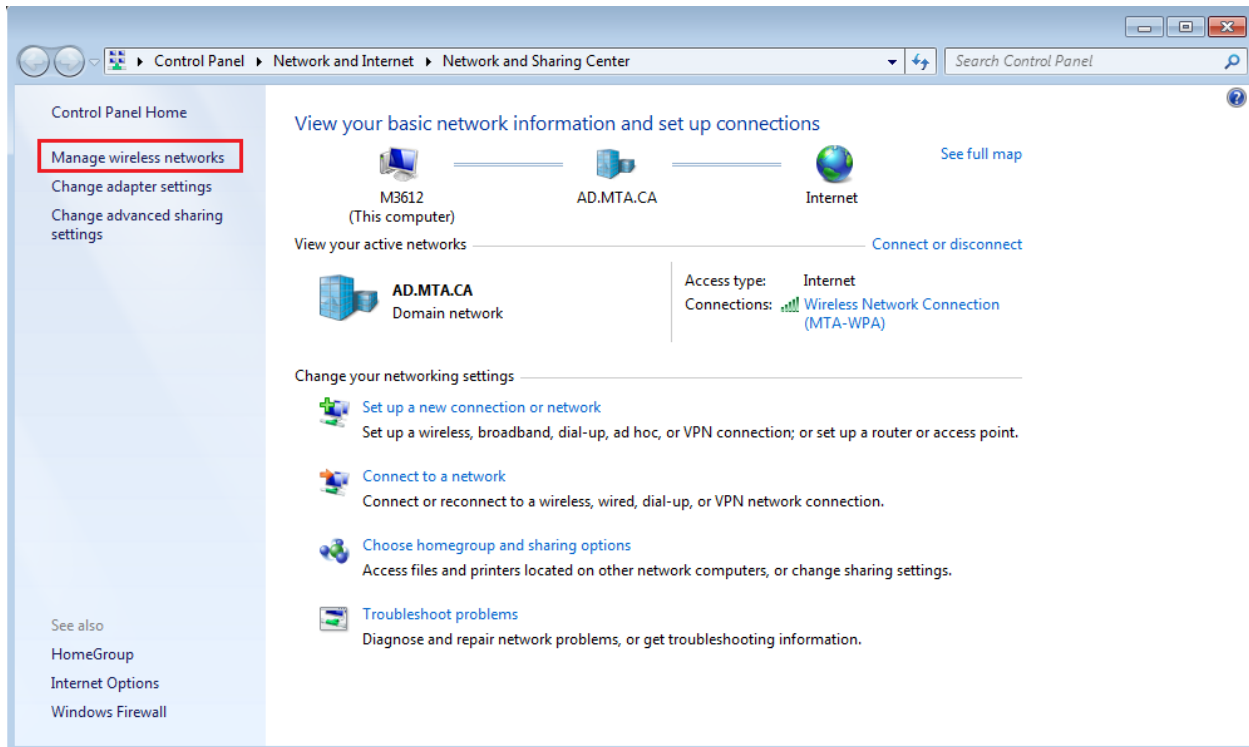 Control Panel ▸ Network and Internet ▸ Network and Sharing Center
Search Control Panel
Control Panel Home
Manage wireless networks
Change adapter settings
Change advanced sharing
settings
See also
HomeGroup
Internet Options
Windows Firewall
View your basic network information and set up connections
See full map
M3612
(This computer)
AD.MTA.CA
Internet
View your active networks
Connect or disconnect
AD.MTA.CA
Domain network
Access type: Internet
Connections: Wireless Network Connection
(MTA-WPA)
Change your networking settings
Set up a new connection or network
Set up a wireless, broadband, dial-up, ad hoc, or VPN connection; or set up a router or access point.
Connect to a network
Connect or reconnect to a wireless, wired, dial-up, or VPN network connection.
Choose homegroup and sharing options
Access files and printers located on other network computers, or change sharing settings.
Troubleshoot problems
Diagnose and repair network problems, or get troubleshooting information.